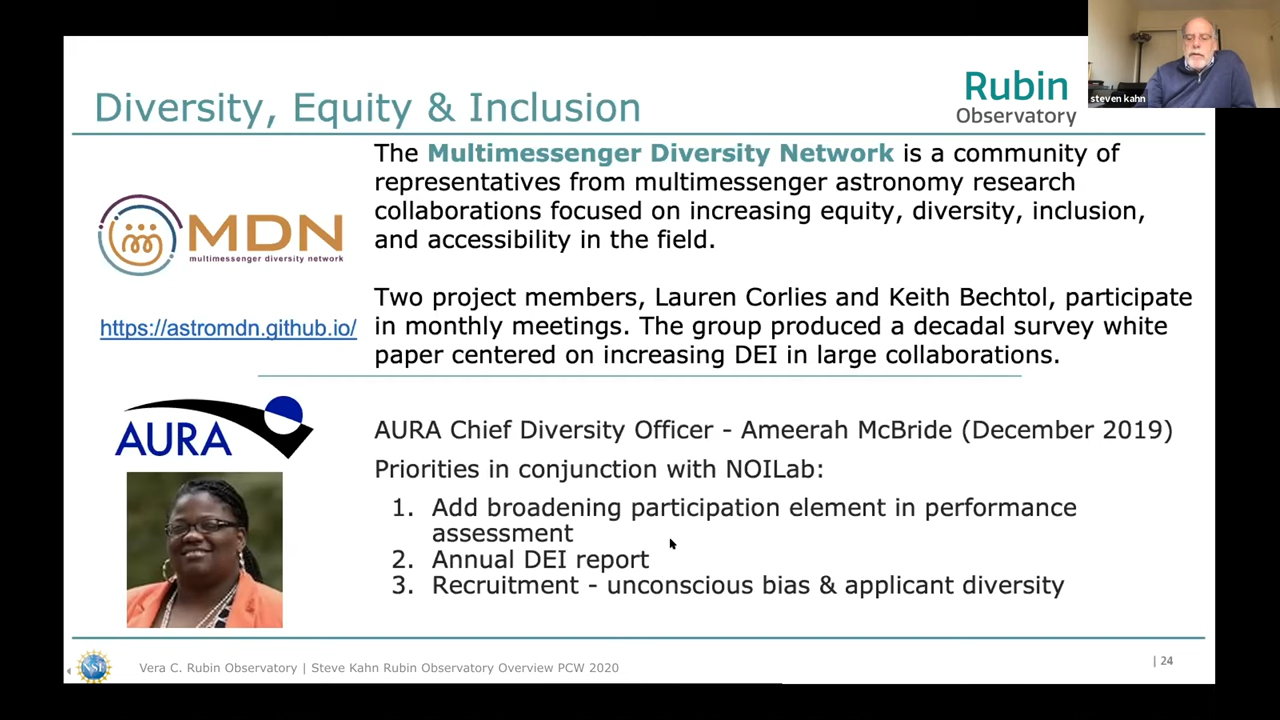 Diversity, Equity & Inclusion
Rubin
Observatory
steven kahn
The Multimessenger Diversity Network is a community of
representatives from multimessenger astronomy research
collaborations focused on increasing equity, diversity, inclusion,
and accessibility in the field.
MDN
multimessenger diversity network
https://astromdn.github.io/
Two project members, Lauren Corlies and Keith Bechtol, participate
in monthly meetings. The group produced a decadal survey white
paper centered on increasing DEI in large collaborations.
AURA
AURA Chief Diversity Officer - Ameerah McBride (December 2019)
Priorities in conjunction with NOILab:
1. Add broadening participation element in performance
assessment
2. Annual DEI report
3. Recruitment - unconscious bias & applicant diversity
NSF
Vera C. Rubin Observatory | Steve Kahn Rubin Observatory Overview PCW 2020
| 24